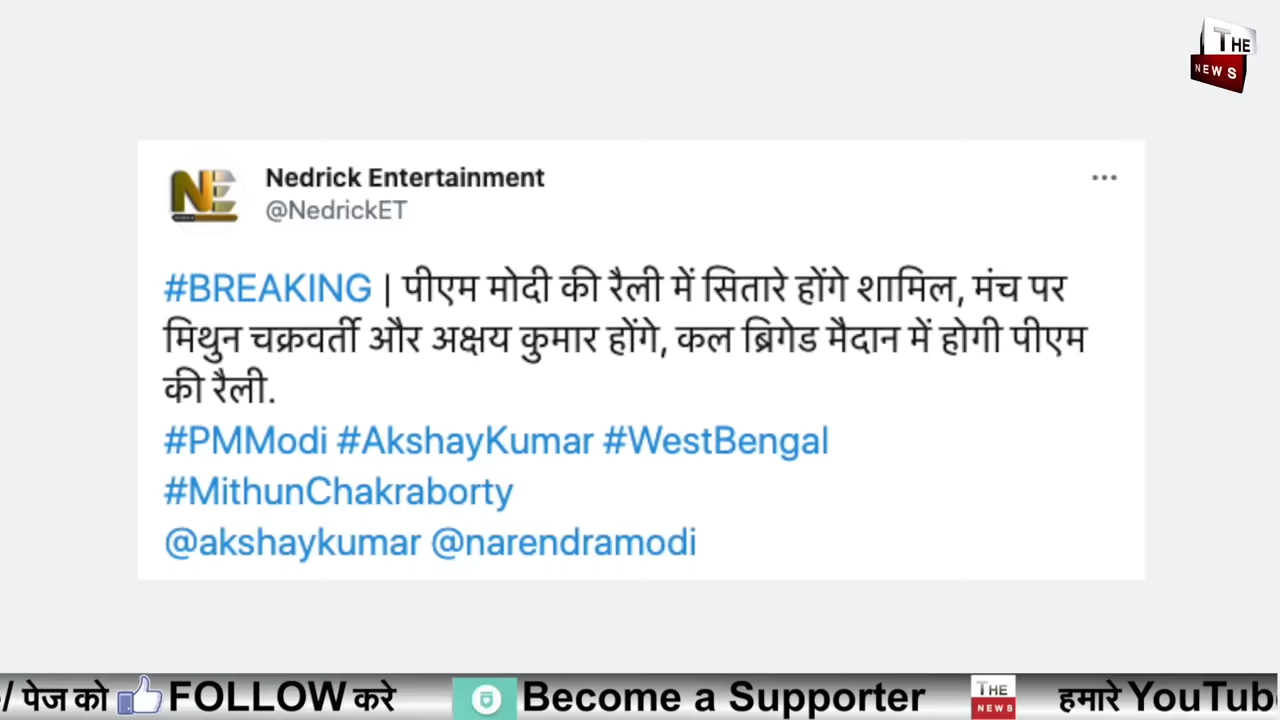 THE
NEWS
Nedrick Entertainment
@NedrickET
#BREAKING | पीएम मोदी की रैली में सितारे होंगे शामिल, मंच पर
मिथुन चक्रवर्ती और अक्षय कुमार होंगे, कल ब्रिगेड मैदान में होगी पीएम
की रैली.
#PMModi #AkshayKumar #WestBengal
#MithunChakraborty
@akshaykumar @narendramodi
/ पेज को FOLLOW करे Become a Supporter THE NEWS हमारे YouTub